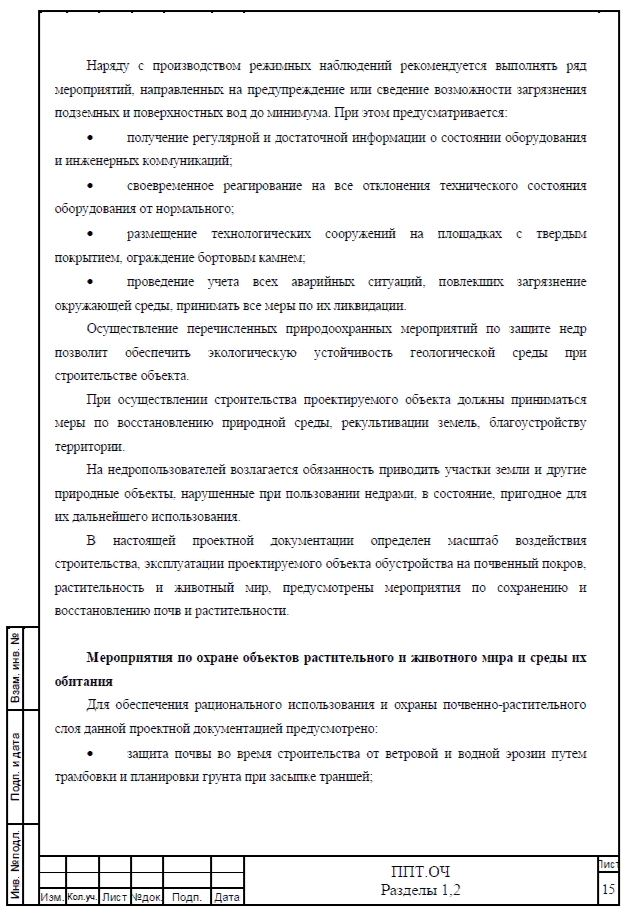 Наряду с производством режимных наблюдений рекомендуется выполнять ряд
мероприятий, направленных на предупреждение или сведение возможности загрязнения
подземных и поверхностных вод до минимума. При этом предусматривается:
• получение регулярной и достаточной информации о состоянии оборудования
и инженерных коммуникаций;
• своевременное реагирование на все отклонения технического состояния
оборудования от нормального;
• размещение технологических сооружений на площадках с твердым
покрытием, ограждение бортовым камнем;
• проведение учета всех аварийных ситуаций, повлекших загрязнение
окружающей среды, принимать все меры по их ликвидации.
Осуществление перечисленных природоохранных мероприятий по защите недр
позволит обеспечить экологическую устойчивость геологической среды при
строительстве объекта.
При осуществлении строительства проектируемого объекта должны приниматься
меры по восстановлению природной среды, рекультивации земель, благоустройству
территории.
На недропользователей возлагается обязанность приводить участки земли и другие
природные объекты, нарушенные при пользовании недрами, в состояние, пригодное для
их дальнейшего использования.
В настоящей проектной документации определен масштаб воздействия
строительства, эксплуатации проектируемого объекта обустройства на почвенный покров,
растительность и животный мир, предусмотрены мероприятия по сохранению и
восстановлению почв и растительности.
Мероприятия по охране объектов растительного и животного мира и среды их
обитания
Для обеспечения рационального использования и охраны почвенно-растительного
слоя данной проектной документацией предусмотрено:
• защита почвы во время строительства от ветровой и водной эрозии путем
трамбовки и планировки грунта при засыпке траншей;
Взам. инв. №
Подп. и дата
Инв. №подл.
Изм. Кол.уч. Лист №док. Подп. Дата
ППТ.ОЧ
Разделы 1,2
Лист
15